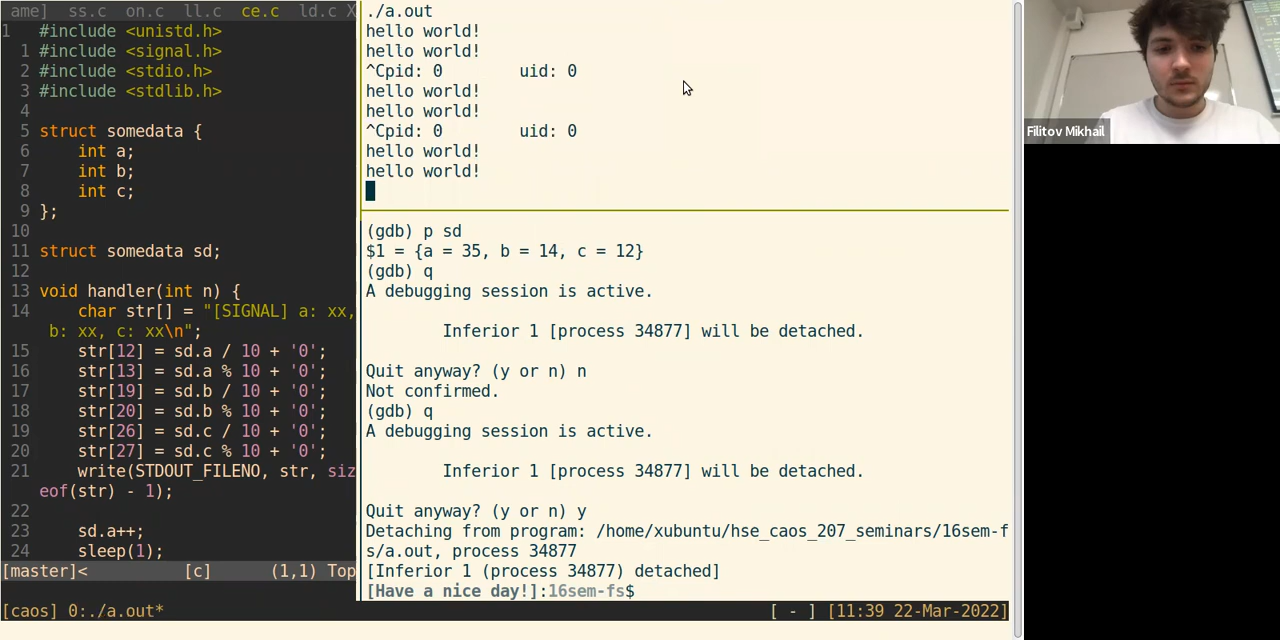 ame] ss.c on.c ll.c ce.c ld.c X
1 #include <unistd.h>
1 #include <signal.h>
2 #include <stdio.h>
3 #include <stdlib.h>
4
5 struct somedata {
6 int a;
7 int b;
8 int c;
9 };
10
11 struct somedata sd;
12
13 void handler(int n) {
14 char str[] = "[SIGNAL] a: xx,
b: xx, c: xx\n";
15 str[12] = sd.a / 10 + '0';
16 str[13] = sd.a % 10 + '0';
17 str[19] = sd.b / 10 + '0';
18 str[20] = sd.b % 10 + '0';
19 str[26] = sd.c / 10 + '0';
20 str[27] = sd.c % 10 + '0';
21 write(STDOUT_FILENO, str, siz
eof(str) - 1);
22
23 sd.a++;
24 sleep(1);
[master]< [c] (1,1) Top
./a.out
hello world!
hello world!
^Cpid: 0 uid: 0
hello world!
hello world!
^Cpid: 0 uid: 0
hello world!
hello world!
(gdb) p sd
$1 = {a = 35, b = 14, c = 12}
(gdb) q
A debugging session is active.
Inferior 1 [process 34877] will be detached.
Quit anyway? (y or n) n
Not confirmed.
(gdb) q
A debugging session is active.
Inferior 1 [process 34877] will be detached.
Quit anyway? (y or n) y
Detaching from program: /home/xubuntu/hse_caos_207_seminars/16sem-f
s/a.out, process 34877
[Inferior 1 (process 34877) detached]
[Have a nice day!]:16sem-fs$
[caos] 0:./a.out* [ - ] [11:39 22-Mar-2022]
Filitov Mikhail